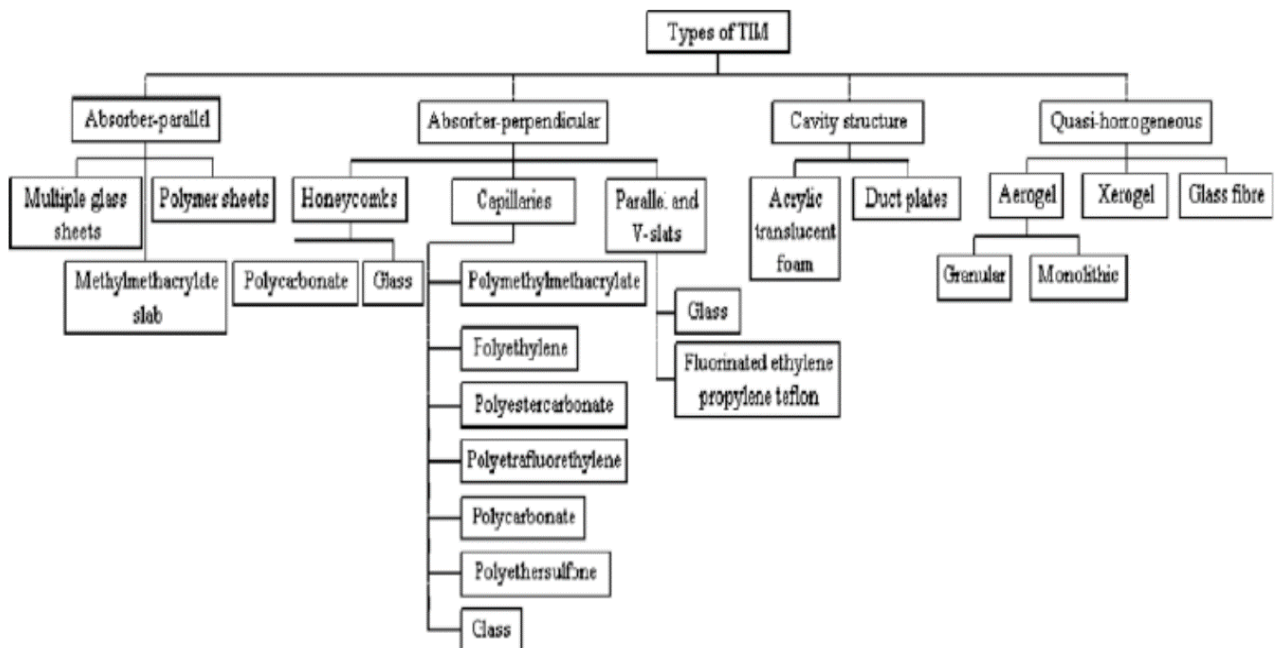 Types of TIM
Absorber-parallel
Absorber-perpendicular
Cavity structure
Quasi-homogeneous
Multiple glass
sheets
Polymer sheets
Methylmethacrylate
slab
Honeycombs
Polycarbonate
Glass
Capillaries
Polymethylmethacrylate
Polyethylene
Polyestercarbonate
Polyetrafluorethylene
Polycarbonate
Polyethersulfone
Glass
Parallel and
V-slats
Glass
Fluorinated ethylene
propylene teflon
Acrylic
translucent
foam
Duct plates
Aerogel
Xerogel
Glass fibre
Granular
Monolithic